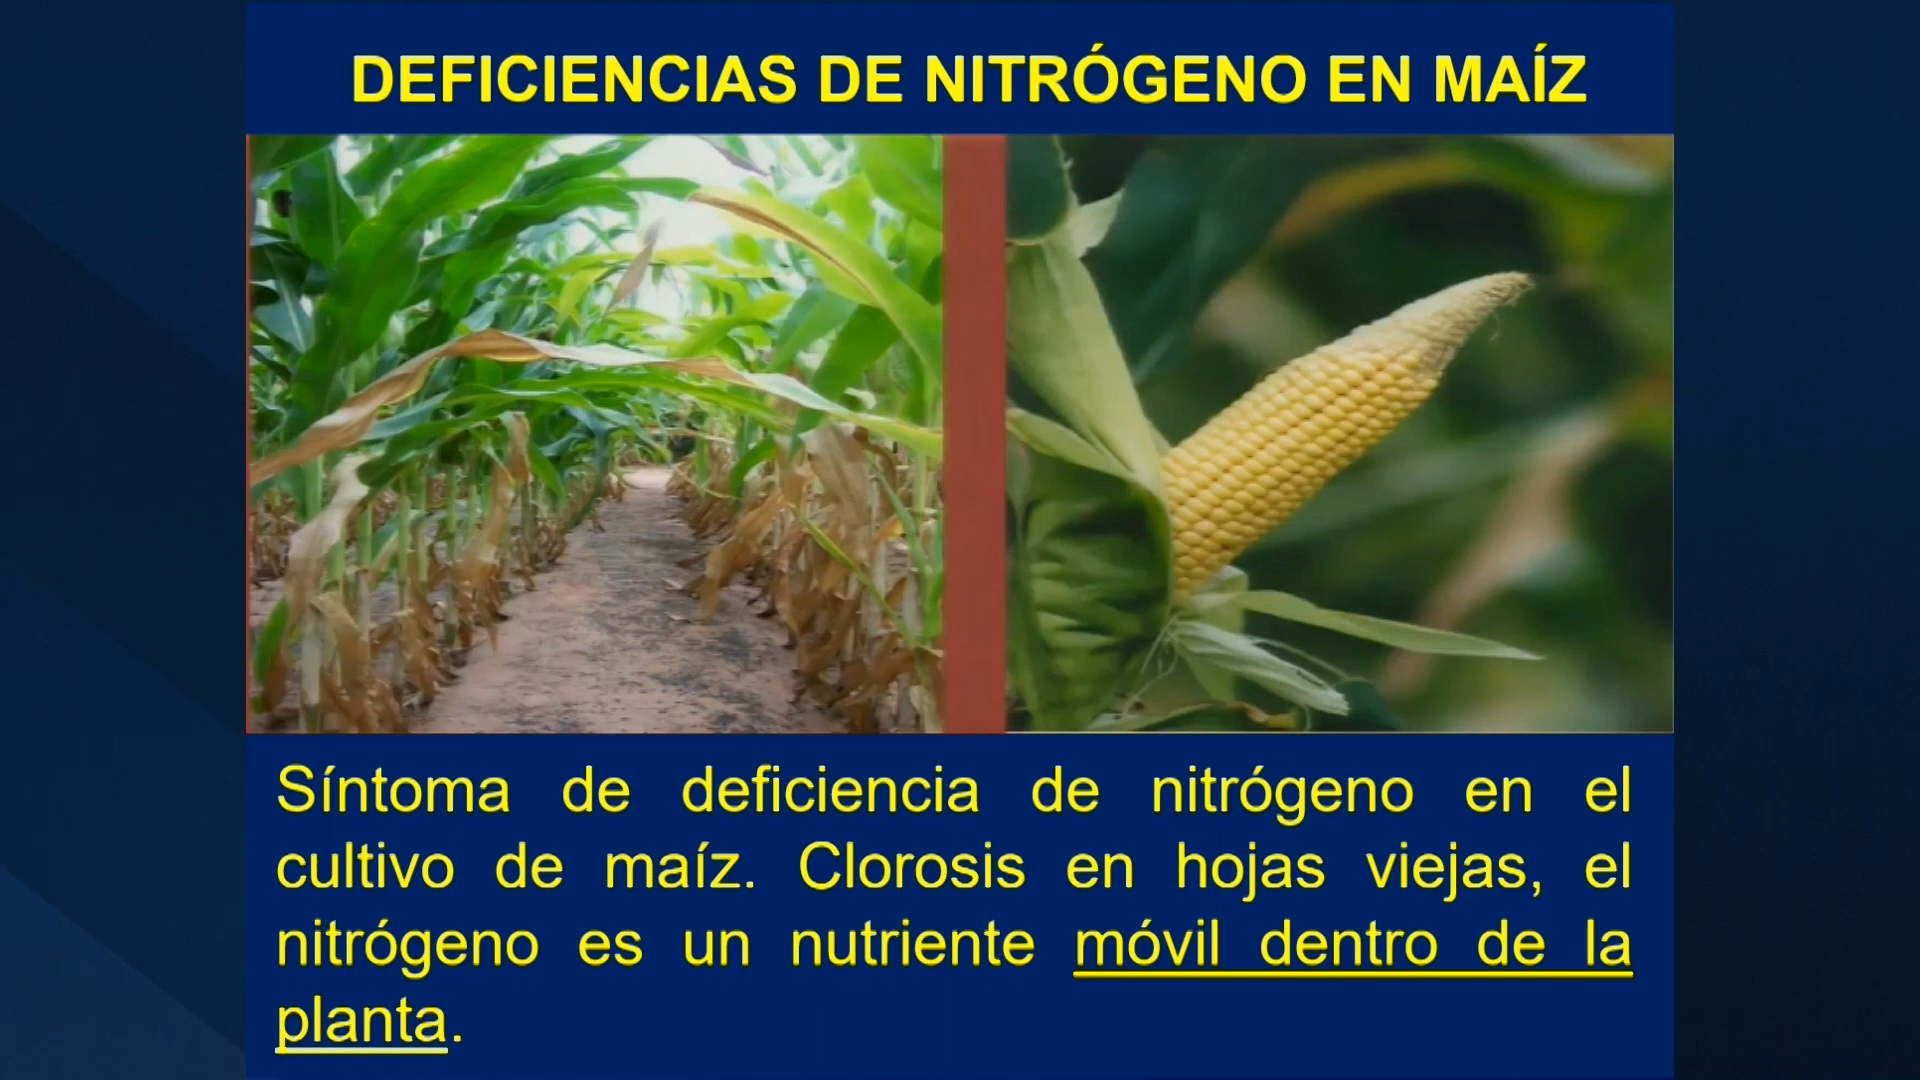 DEFICIENCIAS DE NITRÓGENO EN MAÍZ
Síntoma de deficiencia de nitrógeno en el
cultivo de maíz. Clorosis en hojas viejas, el
nitrógeno es un nutriente móvil dentro de la
planta.